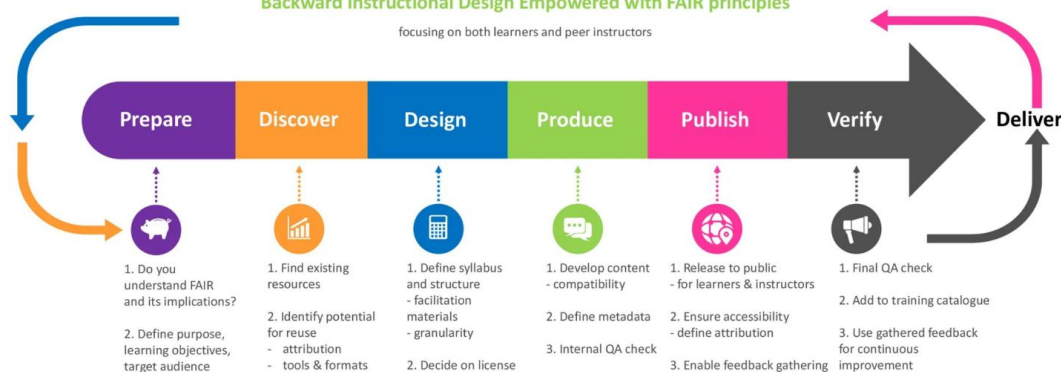 Backward Instructional Design Empowered with FAIR principles
focusing on both learners and peer instructors
Prepare
Discover
Design
Produce
Publish
Verify
Deliver
1. Do you
understand FAIR
and its implications?
2. Define purpose,
learning objectives,
target audience
1. Find existing
resources
2. Identify potential
for reuse
- attribution
- tools & formats
1. Define syllabus
and structure
- facilitation
materials
- granularity
2. Decide on license
1. Develop content
- compatibility
2. Define metadata
3. Internal QA check
1. Release to public
- for learners & instructors
2. Ensure accessibility
- define attribution
3. Enable feedback gathering
1. Final QA check
2. Add to training catalogue
3. Use gathered feedback
for continuous
improvement